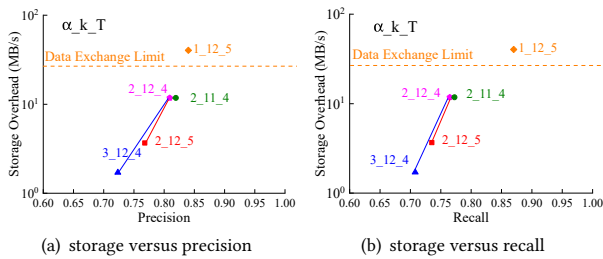 10²
α_k_T
1_12_5
Data Exchange Limit
2_12_4
2_11_4
10¹
2_12_5
3_12_4
10⁰
0.60 0.65 0.70 0.75 0.80 0.85 0.90 0.95 1.00
Precision
Storage Overhead (MB/s)
(a) storage versus precision
10²
α_k_T
1_12_5
Data Exchange Limit
2_12_4
2_11_4
10¹
2_12_5
3_12_4
10⁰
0.60 0.65 0.70 0.75 0.80 0.85 0.90 0.95 1.00
Recall
Storage Overhead (MB/s)
(b) storage versus recall